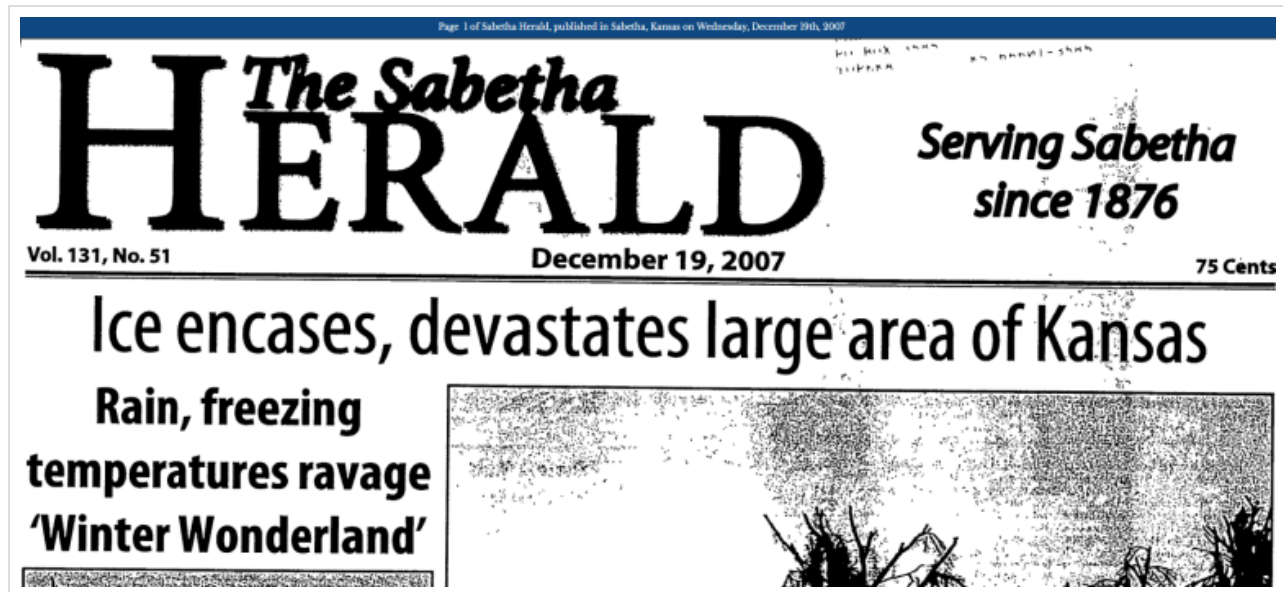 Page 1 of Sabetha Herald, published in Sabetha, Kansas on Wednesday, December 19th, 2007
The Sabetha
HERALD
Serving Sabetha
since 1876
Vol. 131, No. 51
December 19, 2007
75 Cents
Ice encases, devastates large area of Kansas
Rain, freezing
temperatures ravage
‘Winter Wonderland’